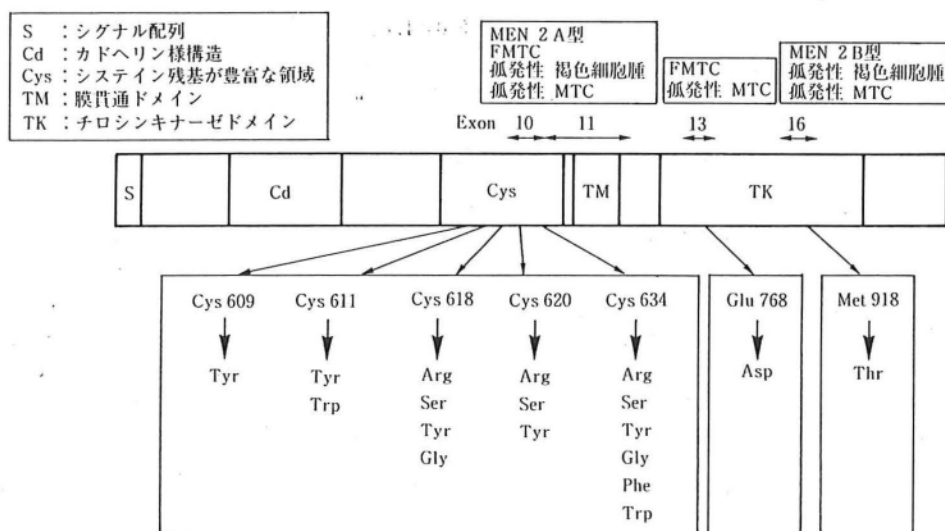 S ：シグナル配列
Cd ：カドヘリン様構造
Cys：システイン残基が豊富な領域
TM ：膜貫通ドメイン
TK ：チロシンキナーゼドメイン
MEN 2A型
FMTC
孤発性 褐色細胞腫
孤発性 MTC
FMTC
孤発性 MTC
MEN 2B型
孤発性 褐色細胞腫
孤発性 MTC
Exon 10 11 13 16
S Cd Cys TM TK
Cys 609 Cys 611 Cys 618 Cys 620 Cys 634 Glu 768 Met 918
Tyr Tyr Arg Arg Arg Asp Thr
Trp Ser Ser Ser
Tyr Tyr Tyr
Gly Gly
Phe
Trp